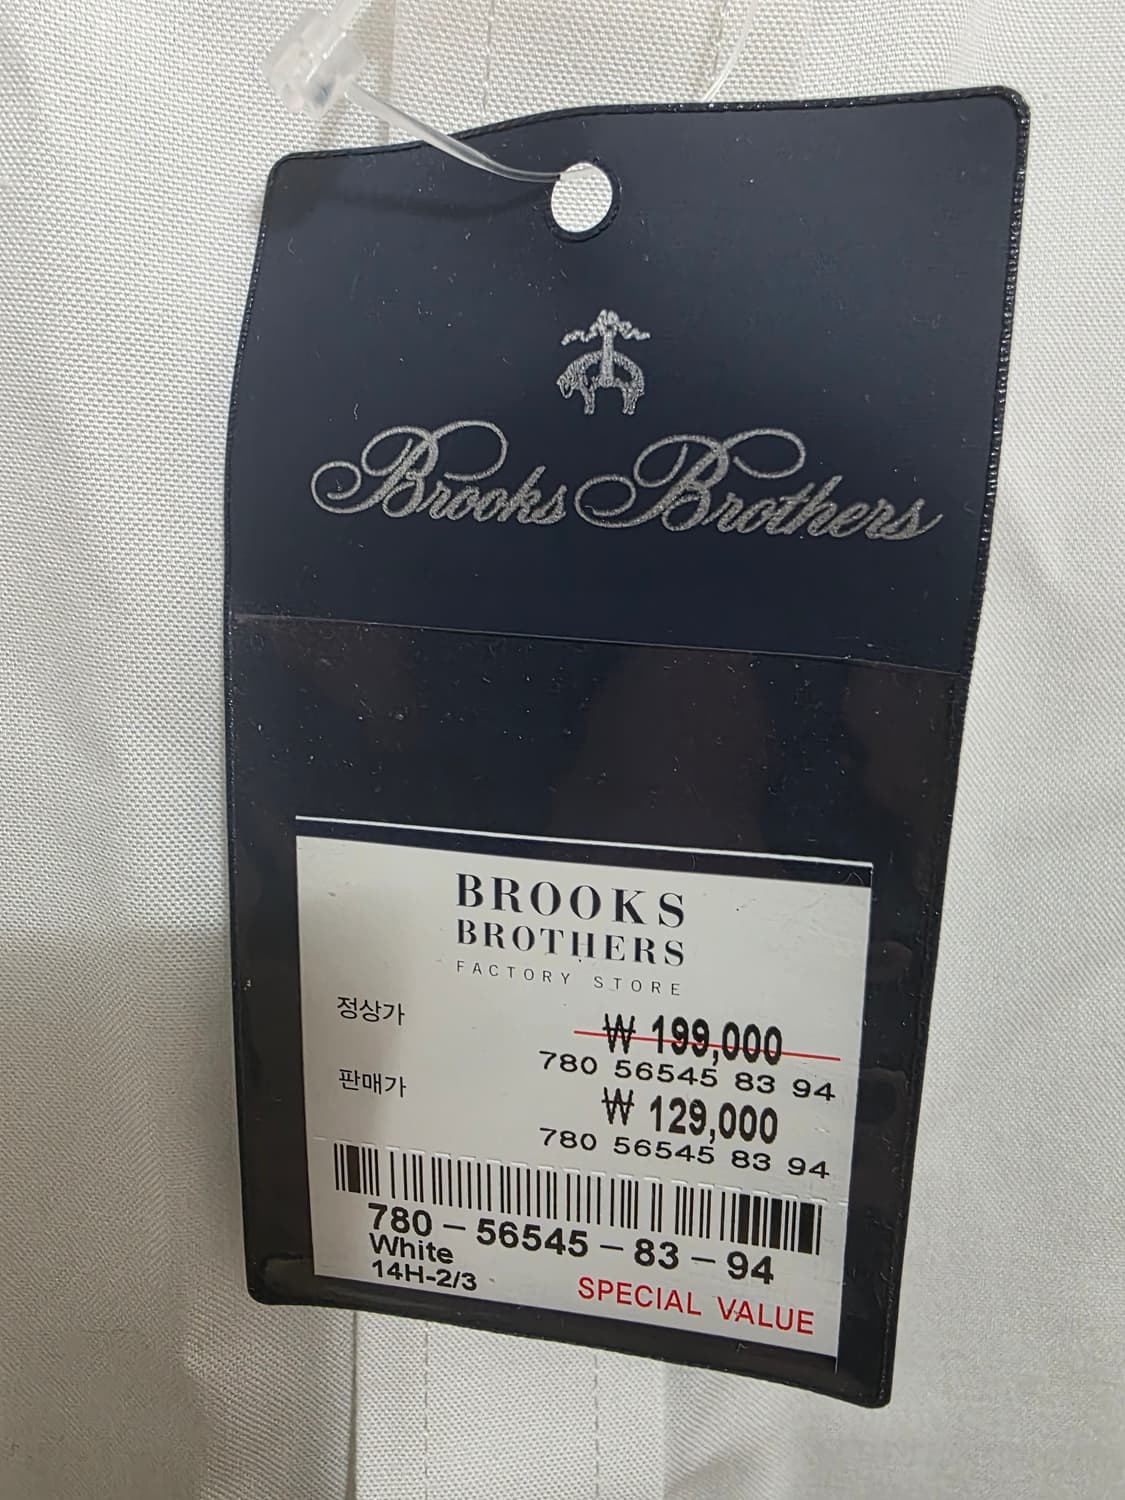 Brooks Brothers
BROOKS
BROTHERS
FACTORY STORE
정상가
₩ 199,000
780 56545 83 94
판매가
₩ 129,000
780 56545 83 94
780 – 56545 – 83 – 94
White
14H-2/3
SPECIAL VALUE